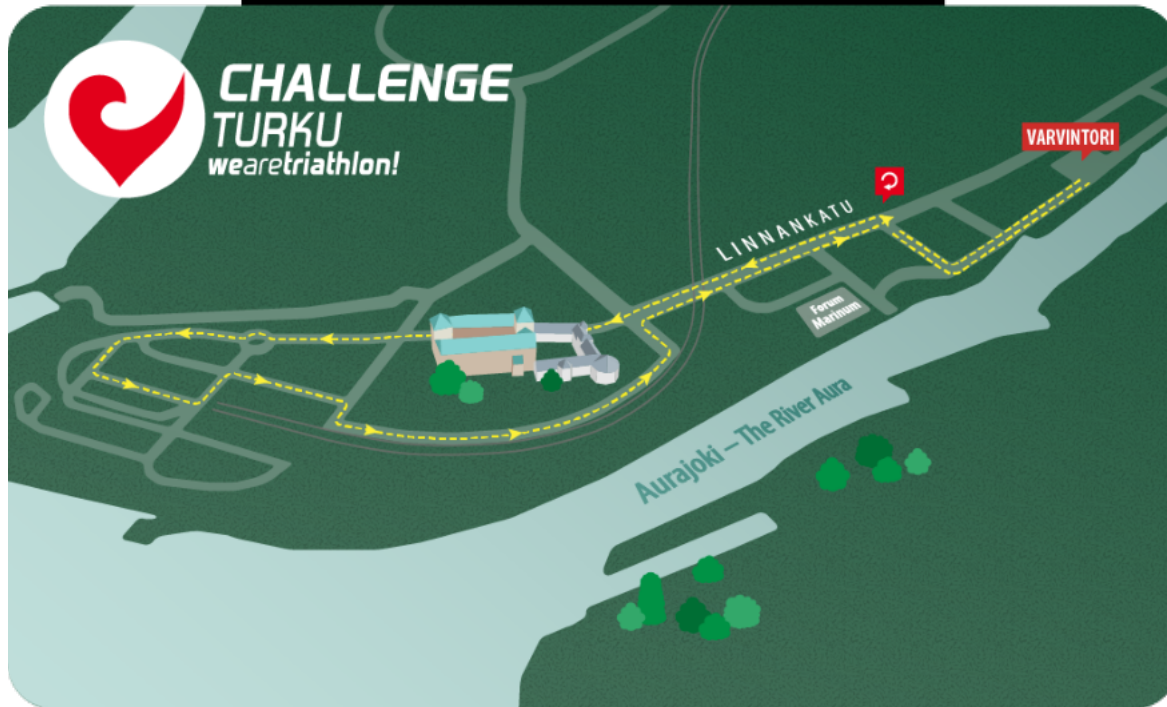 CHALLENGE
TURKU
wearetriathlon!
VARVINTORI
LINNANKATU
Forum
Marinum
Aurajoki – The River Aura